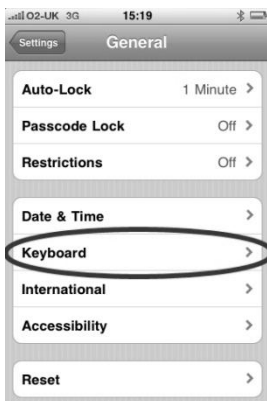 O2-UK 3G 15:19
Settings General
Auto-Lock 1 Minute
Passcode Lock Off
Restrictions Off
Date & Time
Keyboard
International
Accessibility
Reset